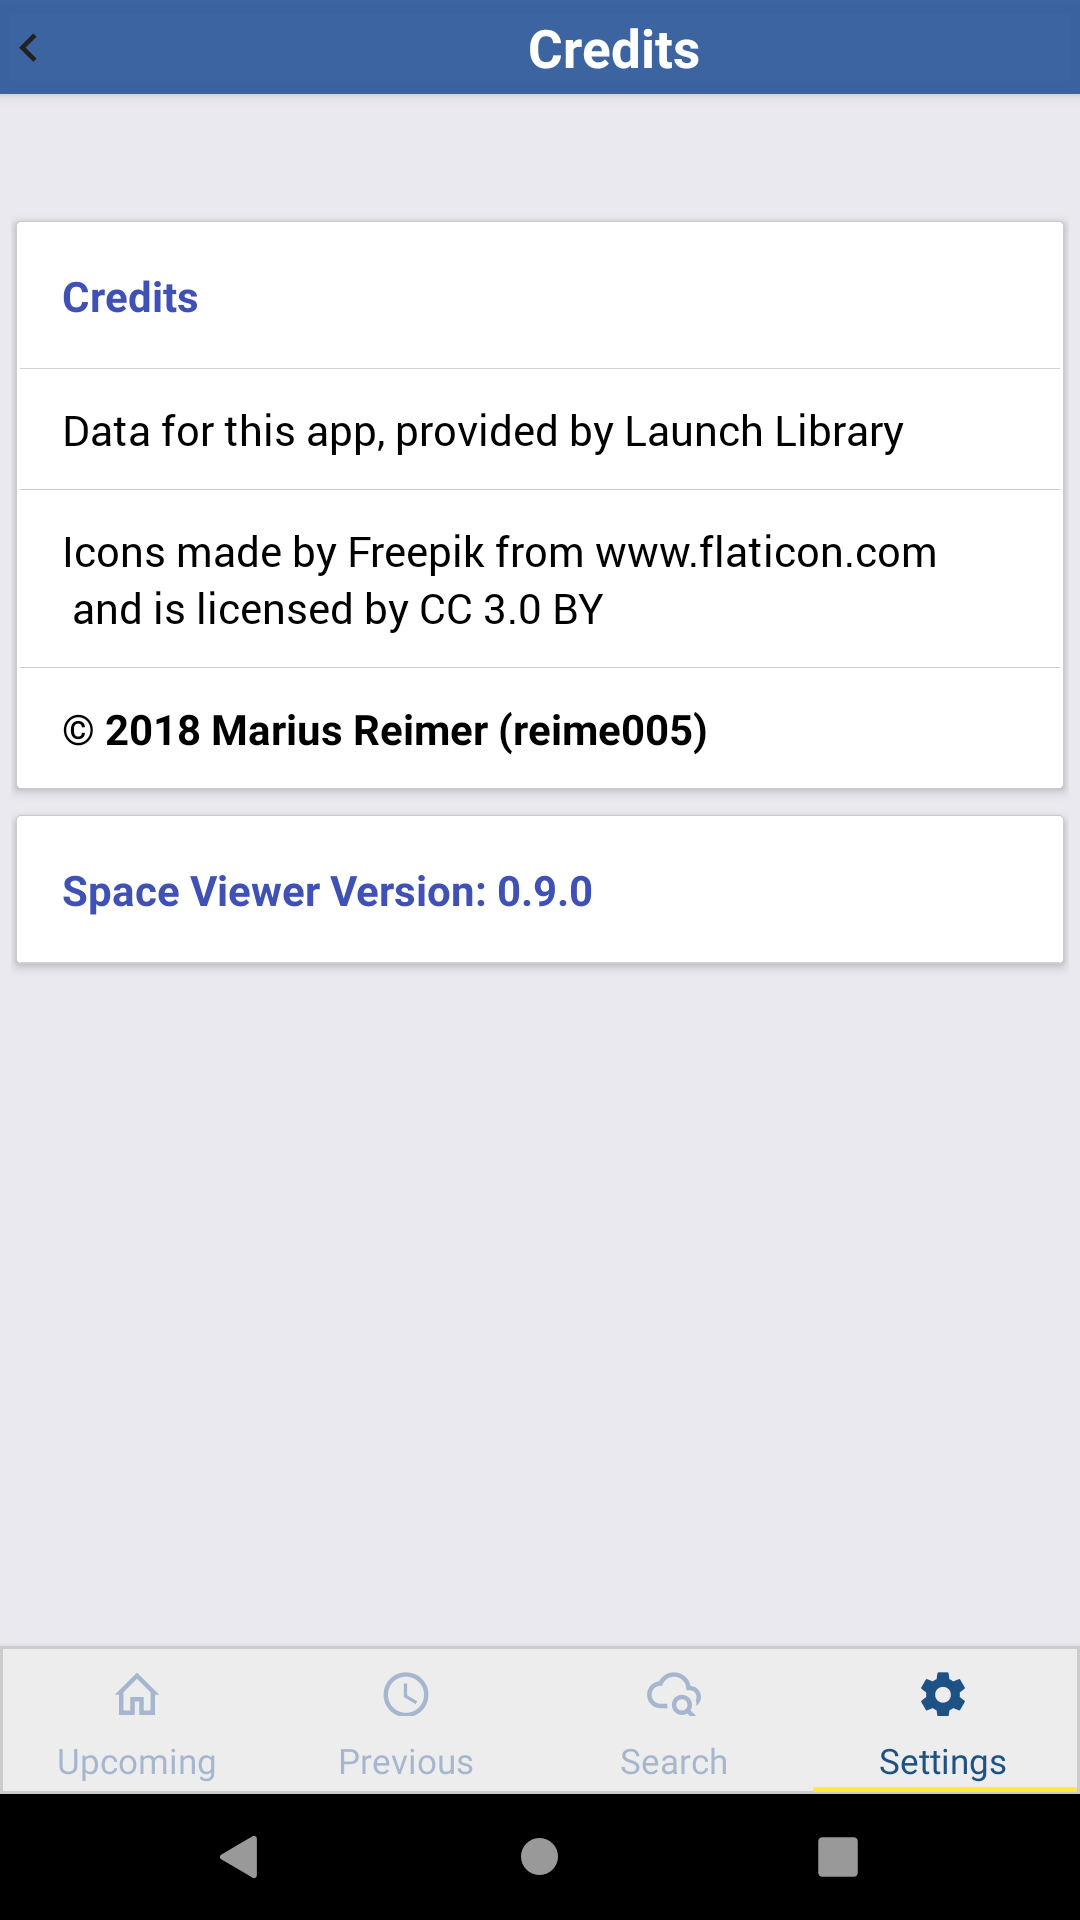 Credits
Credits
Data for this app, provided by Launch Library
Icons made by Freepik from www.flaticon.com
and is licensed by CC 3.0 BY
© 2018 Marius Reimer (reime005)
Space Viewer Version: 0.9.0
Upcoming
Previous
Search
Settings